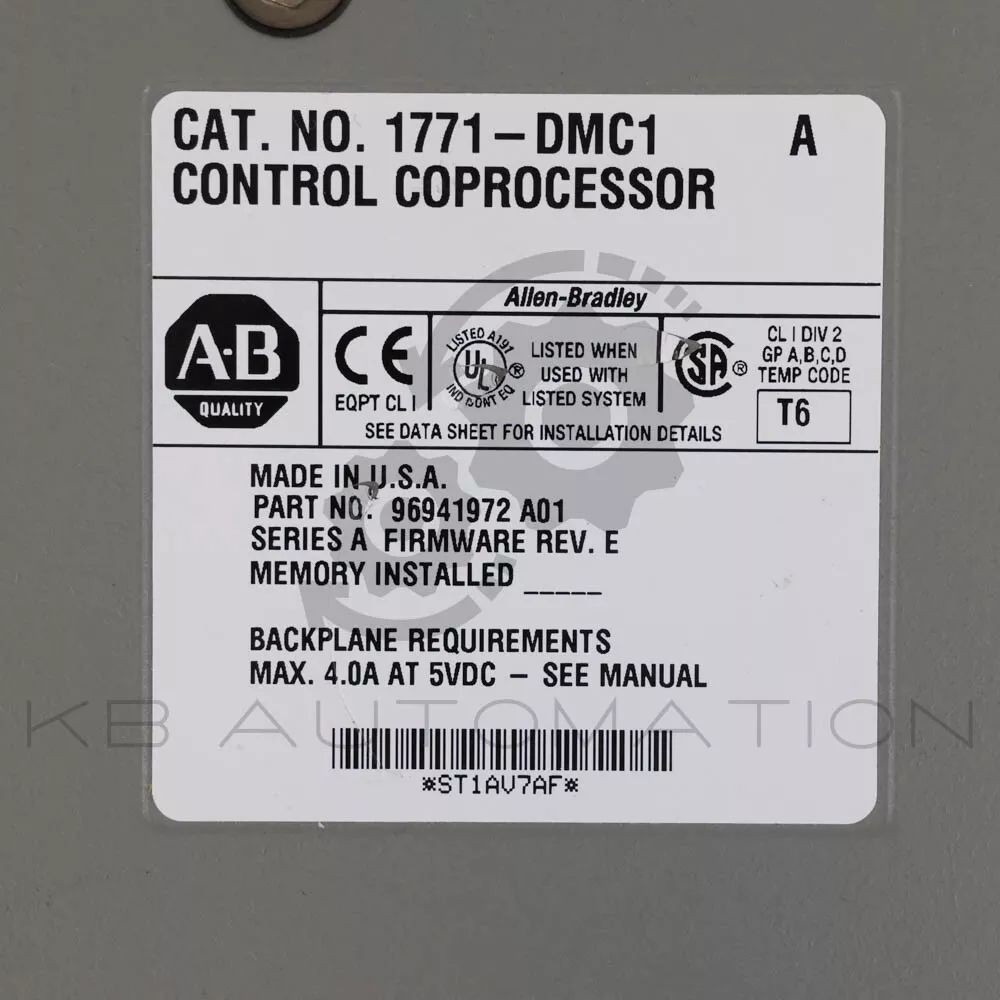 CAT. NO. 1771-DMC1 A
CONTROL COPROCESSOR
Allen-Bradley
A-B
QUALITY
CE
EQPT CL I
LISTED A191
UL ®
IND CONT EQ
LISTED WHEN
USED WITH
LISTED SYSTEM
SA ®
CL I DIV 2
GP A,B,C,D
TEMP CODE
T6
SEE DATA SHEET FOR INSTALLATION DETAILS
MADE IN U.S.A.
PART NO. 96941972 A01
SERIES A FIRMWARE REV. E
MEMORY INSTALLED _____
BACKPLANE REQUIREMENTS
MAX. 4.0A AT 5VDC – SEE MANUAL
KB AUTOMATION
*ST1AV7AF*